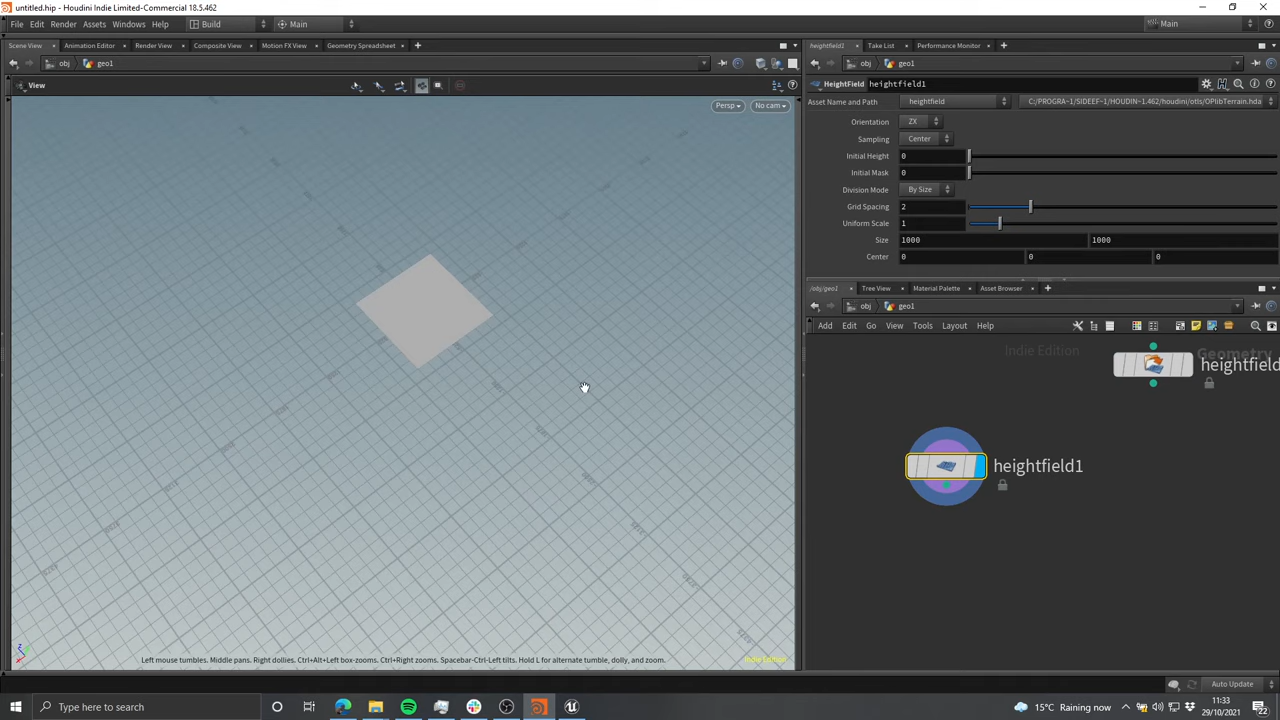 untitled.hip - Houdini Indie Limited-Commercial 18.5.462
File Edit Render Assets Windows Help Build Main Main
Scene View Animation Editor Render View Composite View Motion FX View Geometry Spreadsheet
obj geo1
View
Persp No cam
Left mouse tumbles. Middle pans. Right dollies. Ctrl+Alt+Left box-zooms. Ctrl+Right zooms. Spacebar-Ctrl-Left tilts. Hold L for alternate tumble, dolly, and zoom.
Indie Edition
heightfield1 Take List Performance Monitor
obj geo1
HeightField heightfield1
Asset Name and Path heightfield C:/PROGRA~1/SIDEEF~1/HOUDIN~1.462/houdini/otls/OPlibTerrain.hda
Orientation ZX
Sampling Center
Initial Height 0
Initial Mask 0
Division Mode By Size
Grid Spacing 2
Uniform Scale 1
Size 1000 1000
Center 0 0 0
/obj/geo1 Tree View Material Palette Asset Browser
obj geo1
Add Edit Go View Tools Layout Help
Indie Edition Geometry
heightfield
heightfield1
Auto Update
Type here to search
15°C Raining now
11:33
29/10/2021